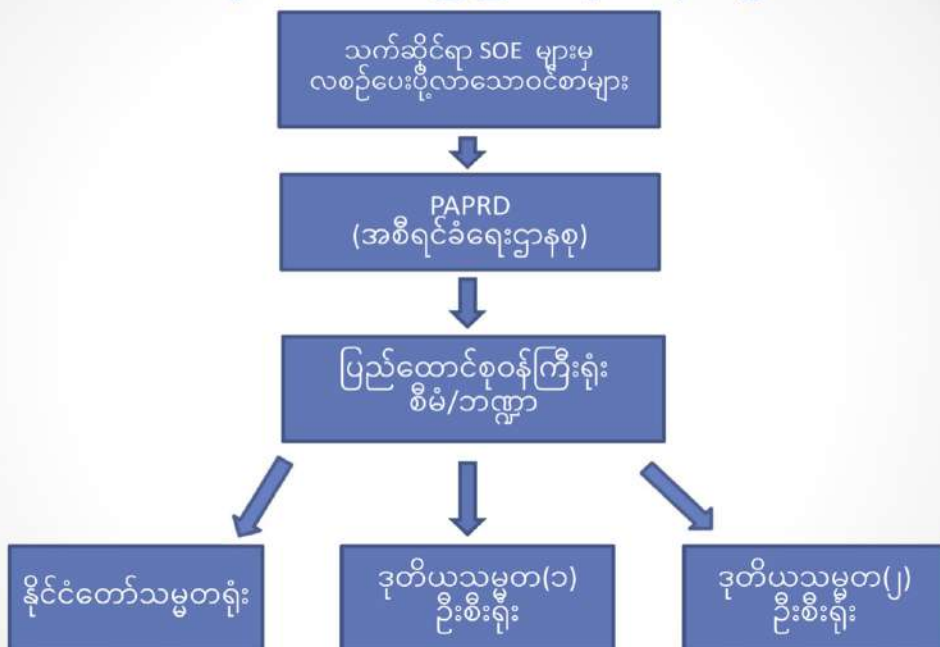 သက်ဆိုင်ရာ SOE များမှ
လစဉ်ပေးပို့လာသောဝင်စာများ
PAPRD
(အစီရင်ခံရေးဌာနစု)
ပြည်ထောင်စုဝန်ကြီးရုံး
စီမံ/ဘဏ္ဍာ
နိုင်ငံတော်သမ္မတရုံး
ဒုတိယသမ္မတ(၁)
ဦးစီးရုံး
ဒုတိယသမ္မတ(၂)
ဦးစီးရုံး